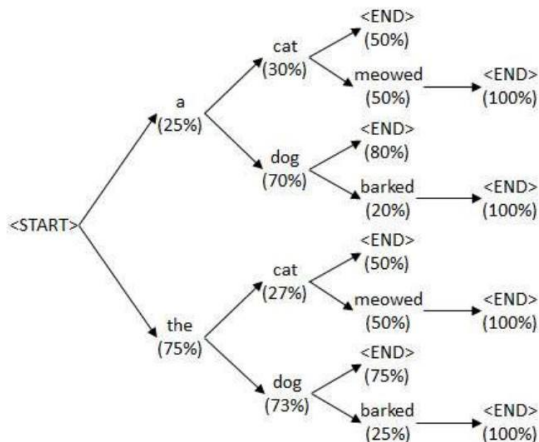 <START>
a
(25%)
cat
(30%)
<END>
(50%)
meowed
(50%)
<END>
(100%)
dog
(70%)
<END>
(80%)
barked
(20%)
<END>
(100%)
the
(75%)
cat
(27%)
<END>
(50%)
meowed
(50%)
<END>
(100%)
dog
(73%)
<END>
(75%)
barked
(25%)
<END>
(100%)